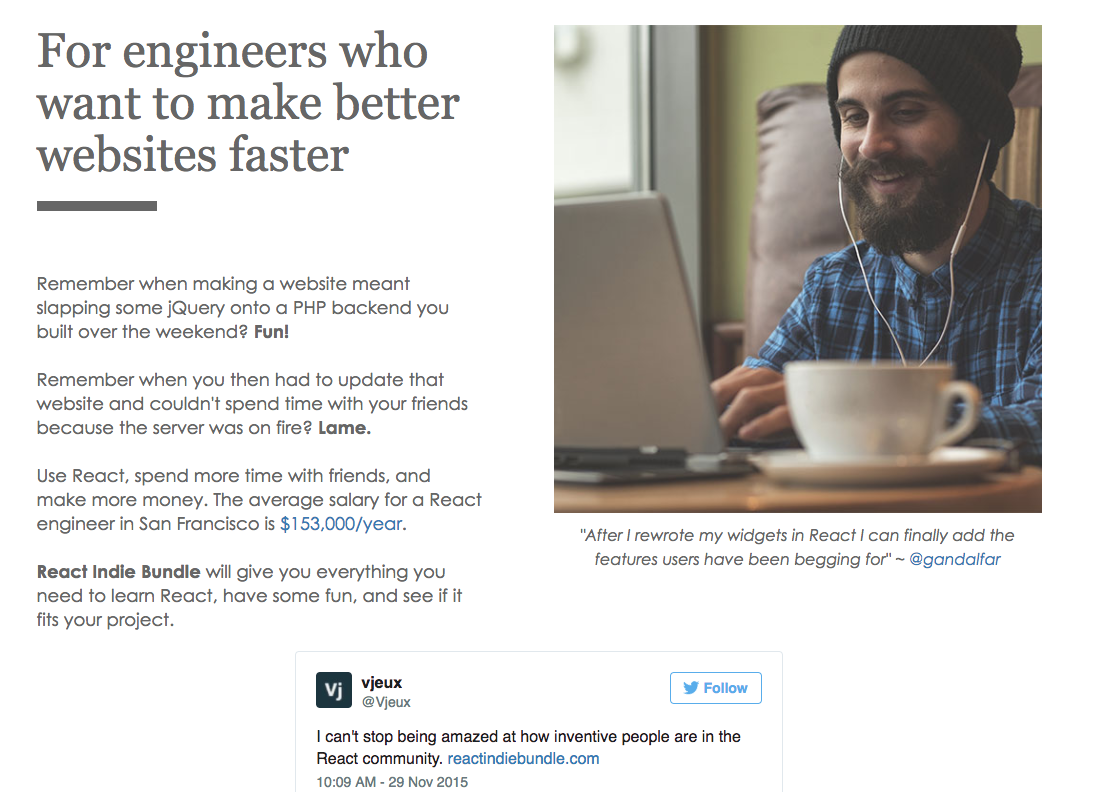 For engineers who
want to make better
websites faster
Remember when making a website meant
slapping some jQuery onto a PHP backend you
built over the weekend? Fun!
Remember when you then had to update that
website and couldn't spend time with your friends
because the server was on fire? Lame.
Use React, spend more time with friends, and
make more money. The average salary for a React
engineer in San Francisco is $153,000/year.
React Indie Bundle will give you everything you
need to learn React, have some fun, and see if it
fits your project.
"After I rewrote my widgets in React I can finally add the
features users have been begging for" ~ @gandalfar
Vj
vjeux
@Vjeux
Follow
I can't stop being amazed at how inventive people are in the
React community. reactindiebundle.com
10:09 AM - 29 Nov 2015